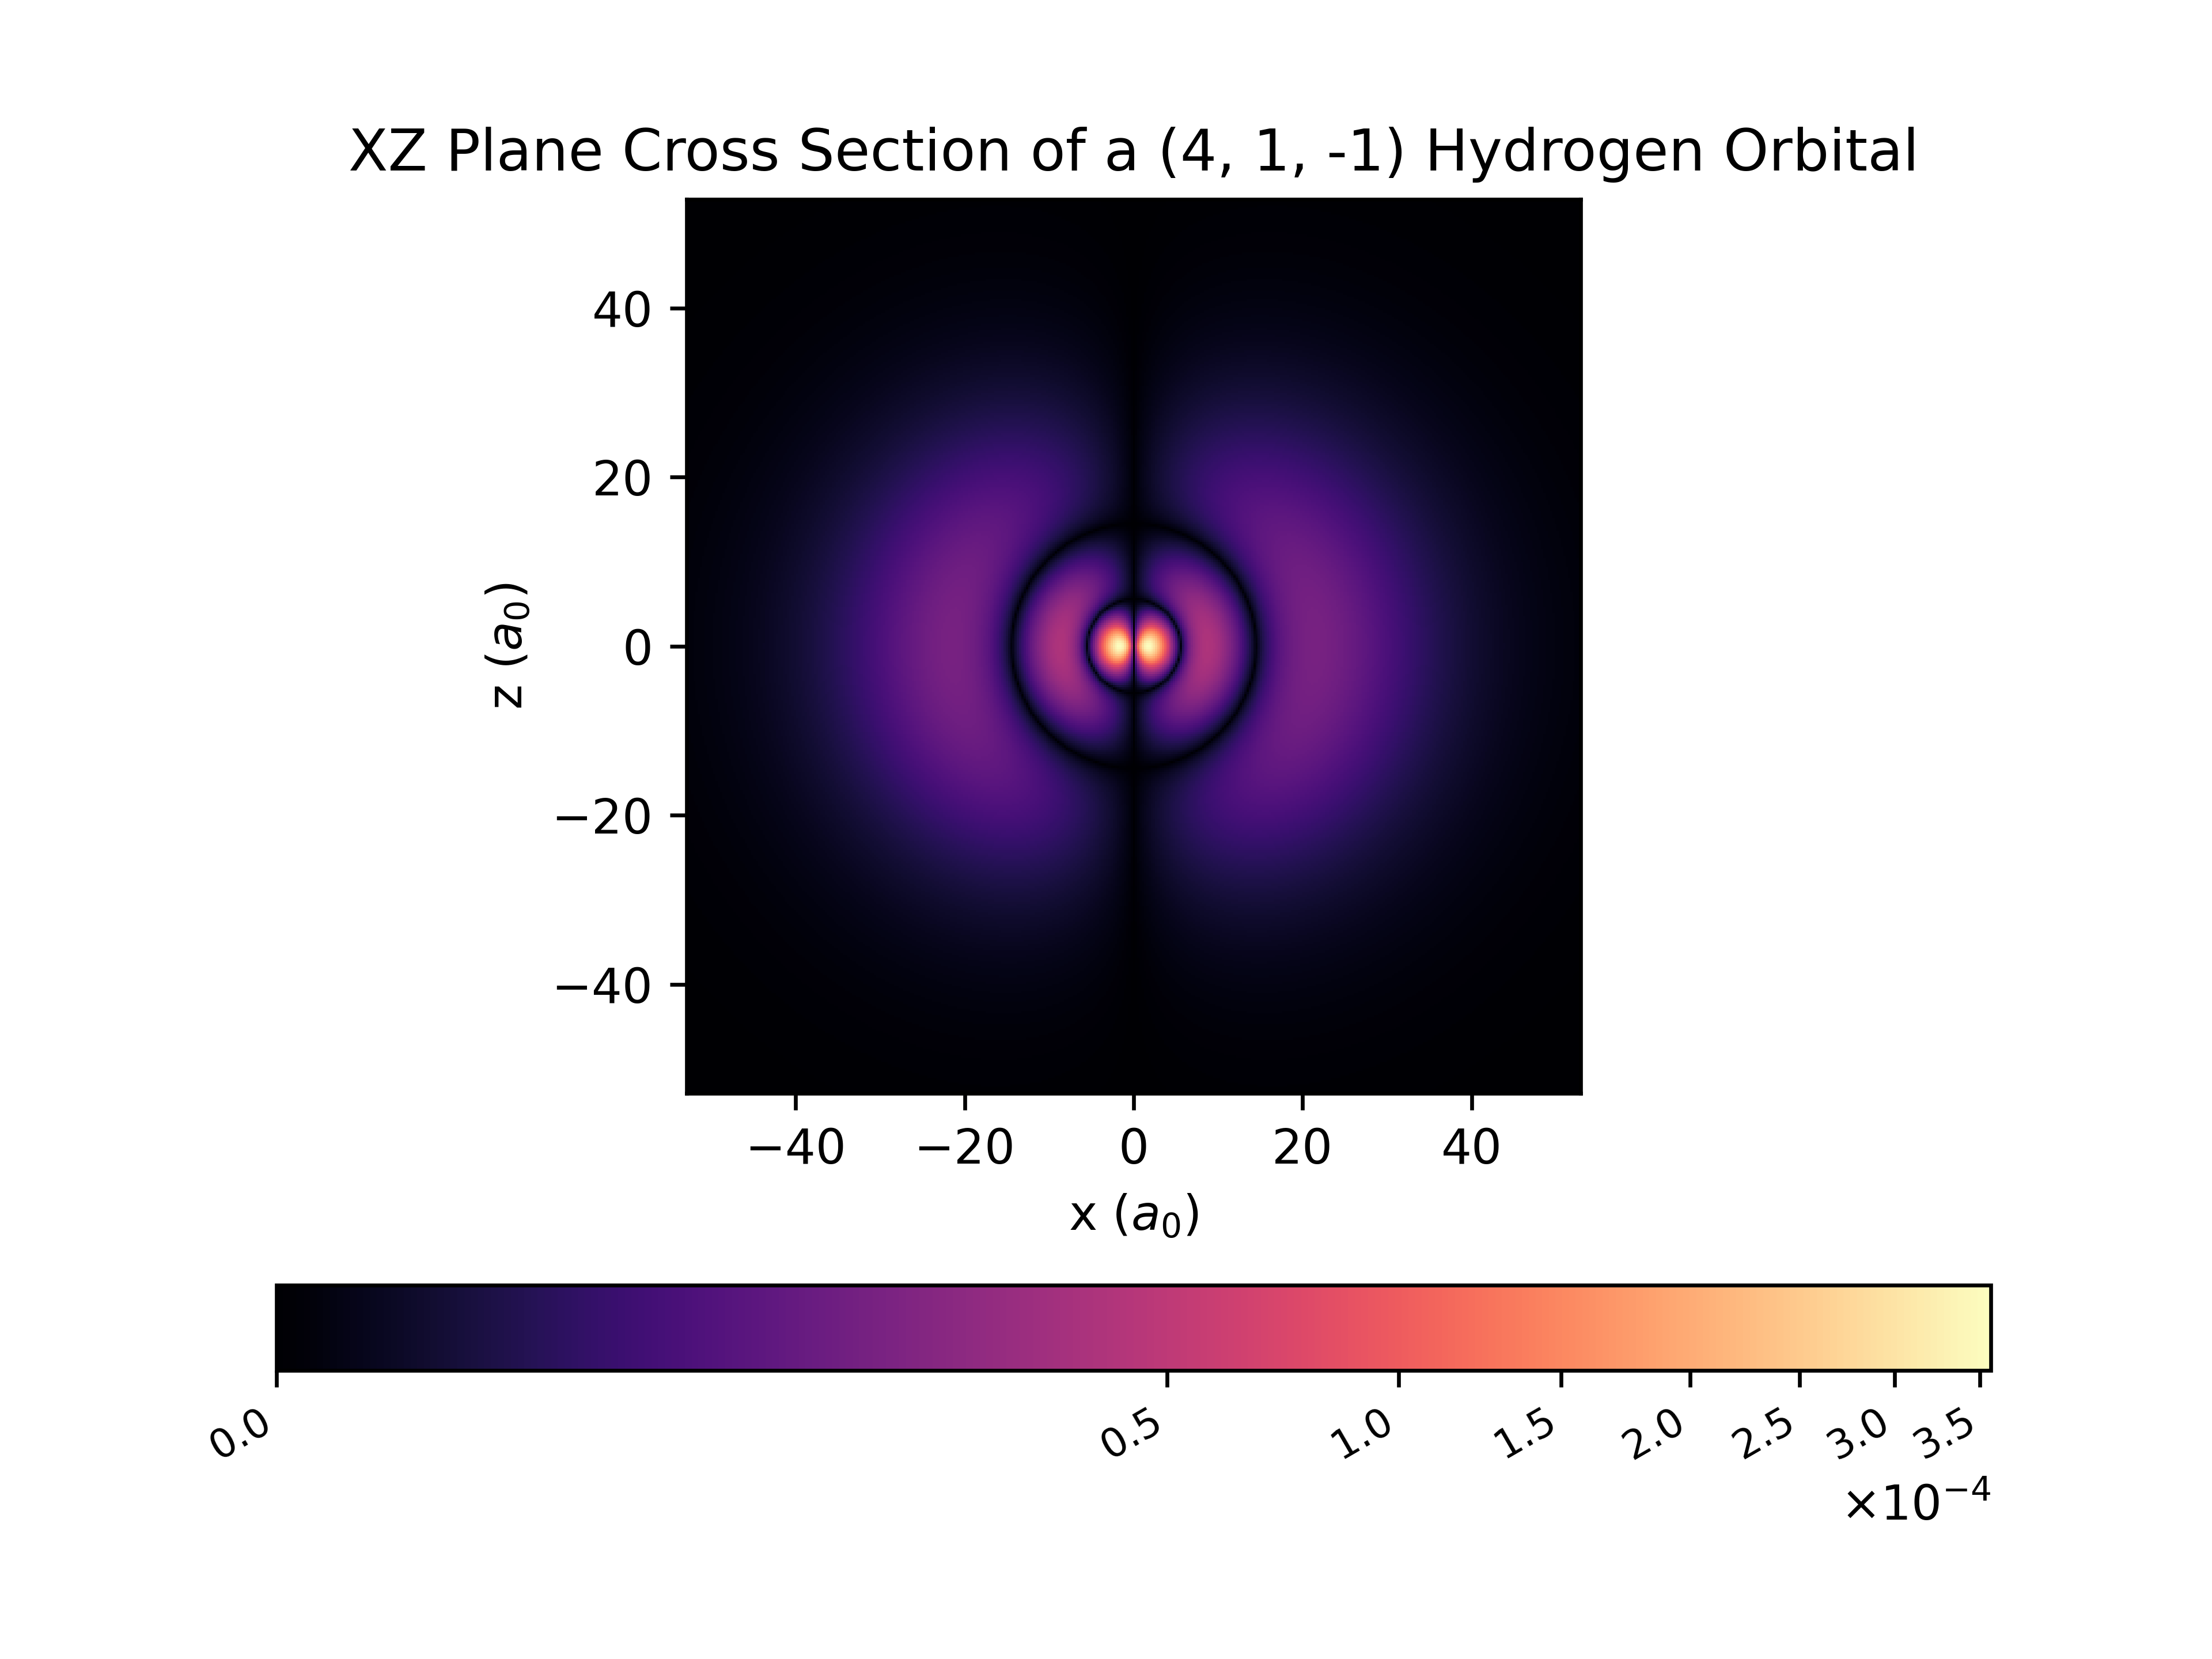 XZ Plane Cross Section of a (4, 1, -1) Hydrogen Orbital
40
20
0
−20
−40
z (a₀)
−40 −20 0 20 40
x (a₀)
0.0 0.5 1.0 1.5 2.0 2.5 3.0 3.5
×10⁻⁴